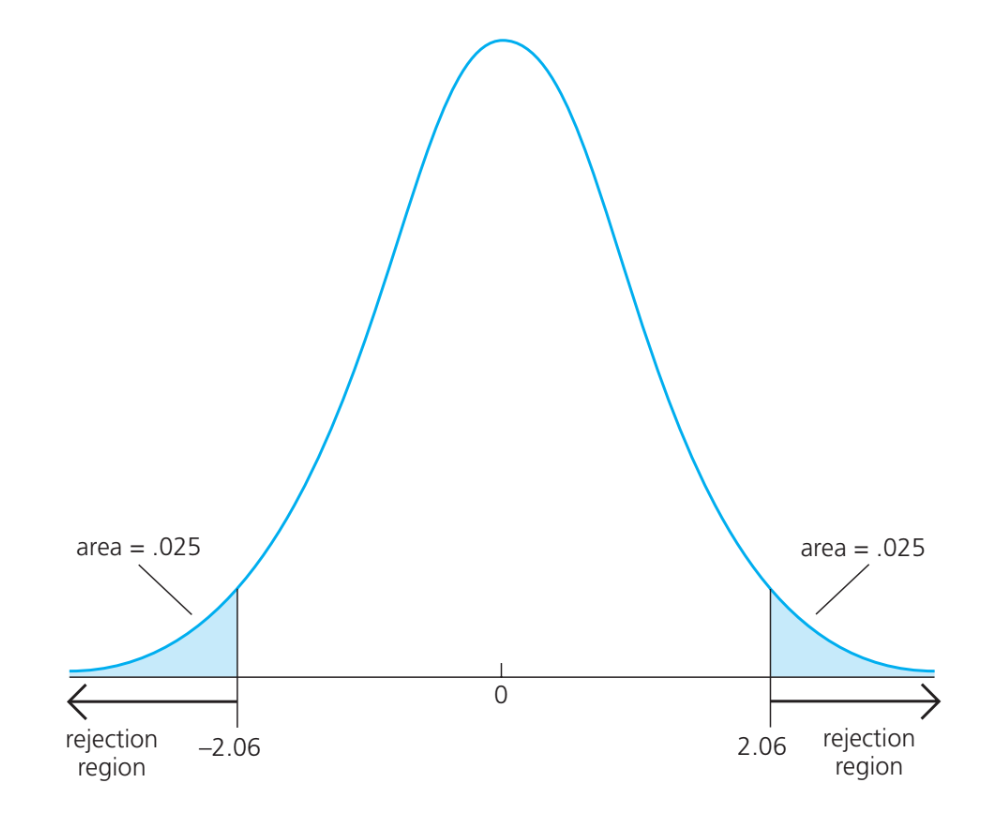 area = .025
area = .025
0
rejection
region
–2.06
2.06
rejection
region